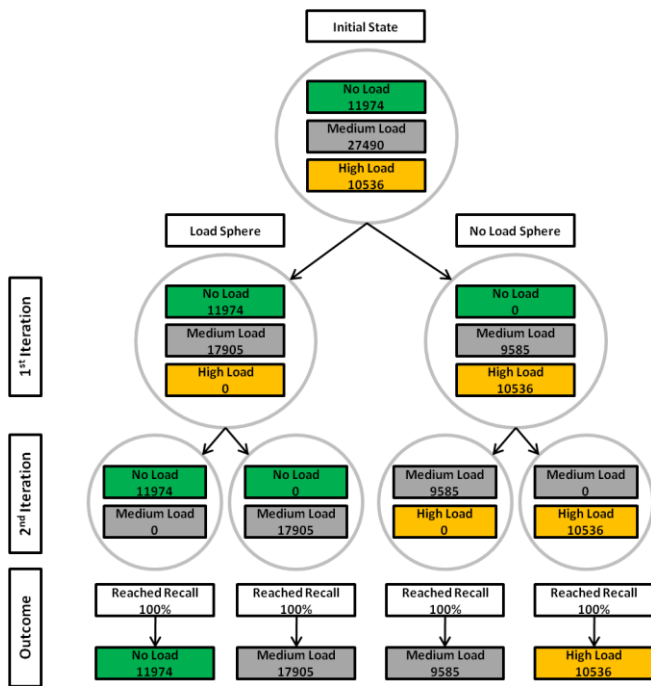 Initial State
No Load
11974
Medium Load
27490
High Load
10536
Load Sphere
No Load Sphere
1st Iteration
No Load
11974
Medium Load
17905
High Load
0
No Load
0
Medium Load
9585
High Load
10536
2nd Iteration
No Load
11974
Medium Load
0
No Load
0
Medium Load
17905
Medium Load
9585
High Load
0
Medium Load
0
High Load
10536
Outcome
Reached Recall
100%
Reached Recall
100%
Reached Recall
100%
Reached Recall
100%
No Load
11974
Medium Load
17905
Medium Load
9585
High Load
10536